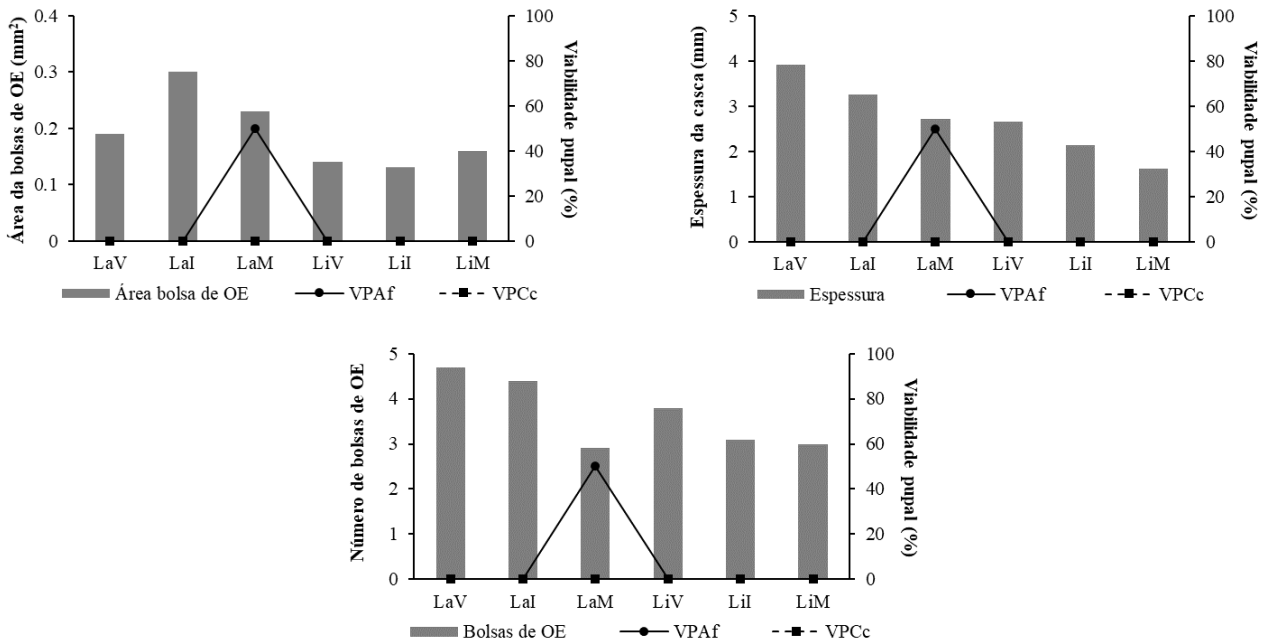 Área da bolsas de OE (mm²)
0.4
0.3
0.2
0.1
0
100
80
60
40
20
0
Viabilidade pupal (%)
LaV LaI LaM LiV LiI LiM
Área bolsa de OE VPAf VPCc
Espessura da casca (mm)
5
4
3
2
1
0
100
80
60
40
20
0
Viabilidade pupal (%)
LaV LaI LaM LiV LiI LiM
Espessura VPAf VPCc
Número de bolsas de OE
5
4
3
2
1
0
100
80
60
40
20
0
Viabilidade pupal (%)
LaV LaI LaM LiV LiI LiM
Bolsas de OE VPAf VPCc